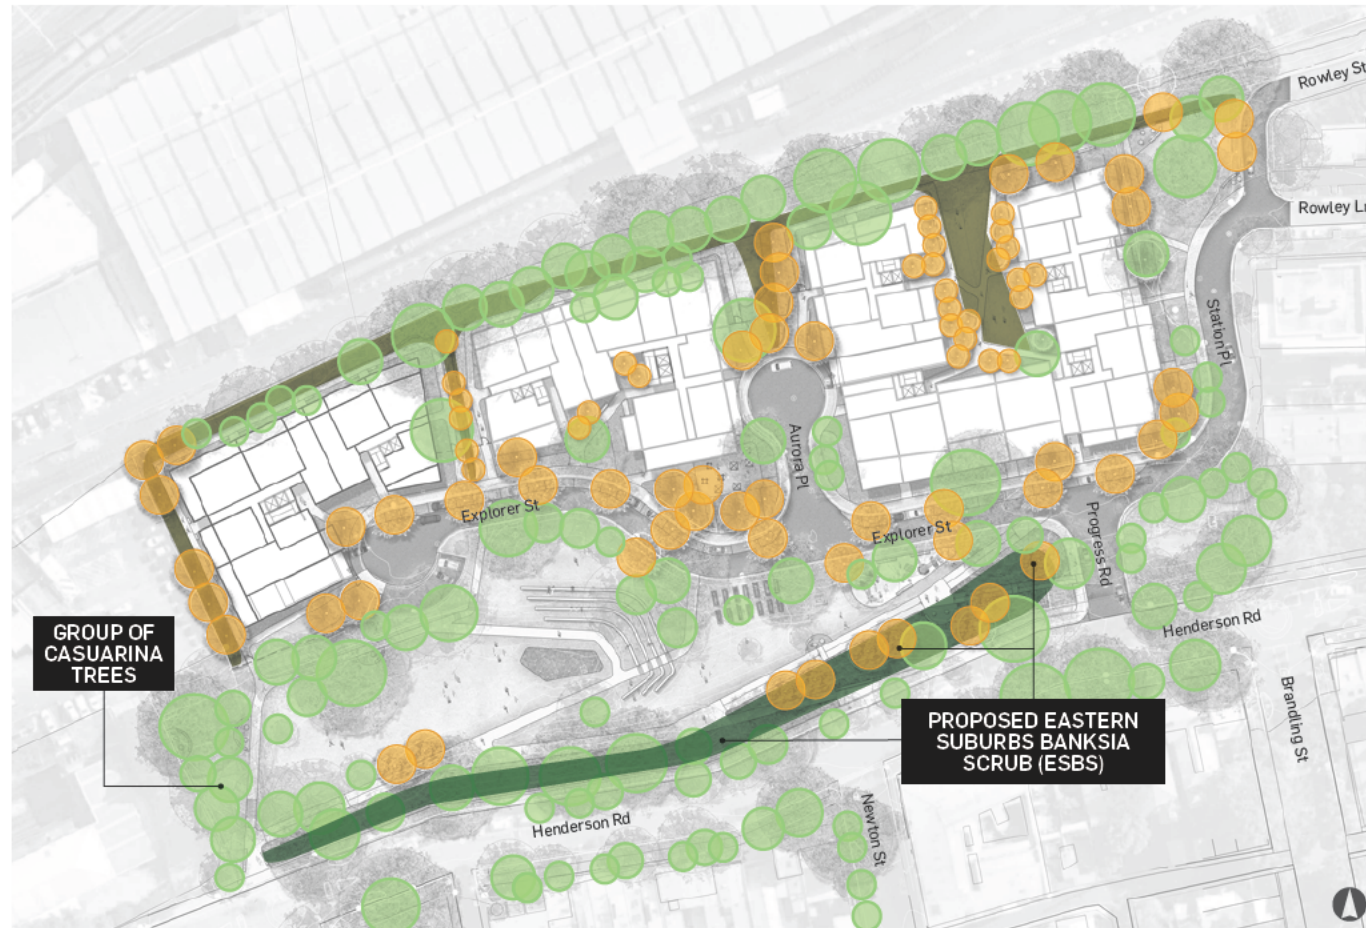 Rowley St
Rowley Ln
Station Pl
Aurora Pl
Explorer St
Explorer St
Progress Rd
Henderson Rd
GROUP OF
CASUARINA
TREES
Brandling St
PROPOSED EASTERN
SUBURBS BANKSIA
SCRUB (ESBS)
Henderson Rd
Newton St